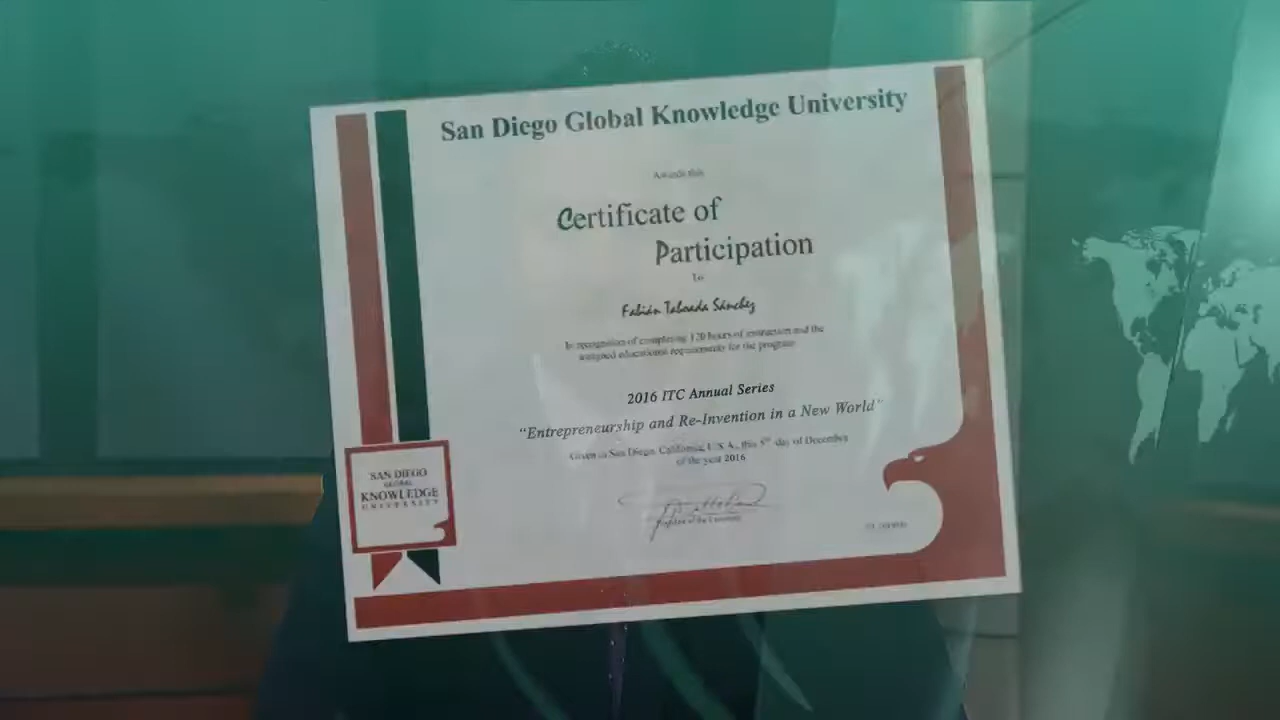 San Diego Global Knowledge University
Awards this
Certificate of
Participation
To
Fabián Taboada Sánchez
In recognition of completing 120 hours of instruction and the
assigned educational requirements for the program
2016 ITC Annual Series
“Entrepreneurship and Re-Invention in a New World”
Given in San Diego, California, U.S.A., this 5th day of December
of the year 2016
President of the University
SAN DIEGO
GLOBAL
KNOWLEDGE
UNIVERSITY